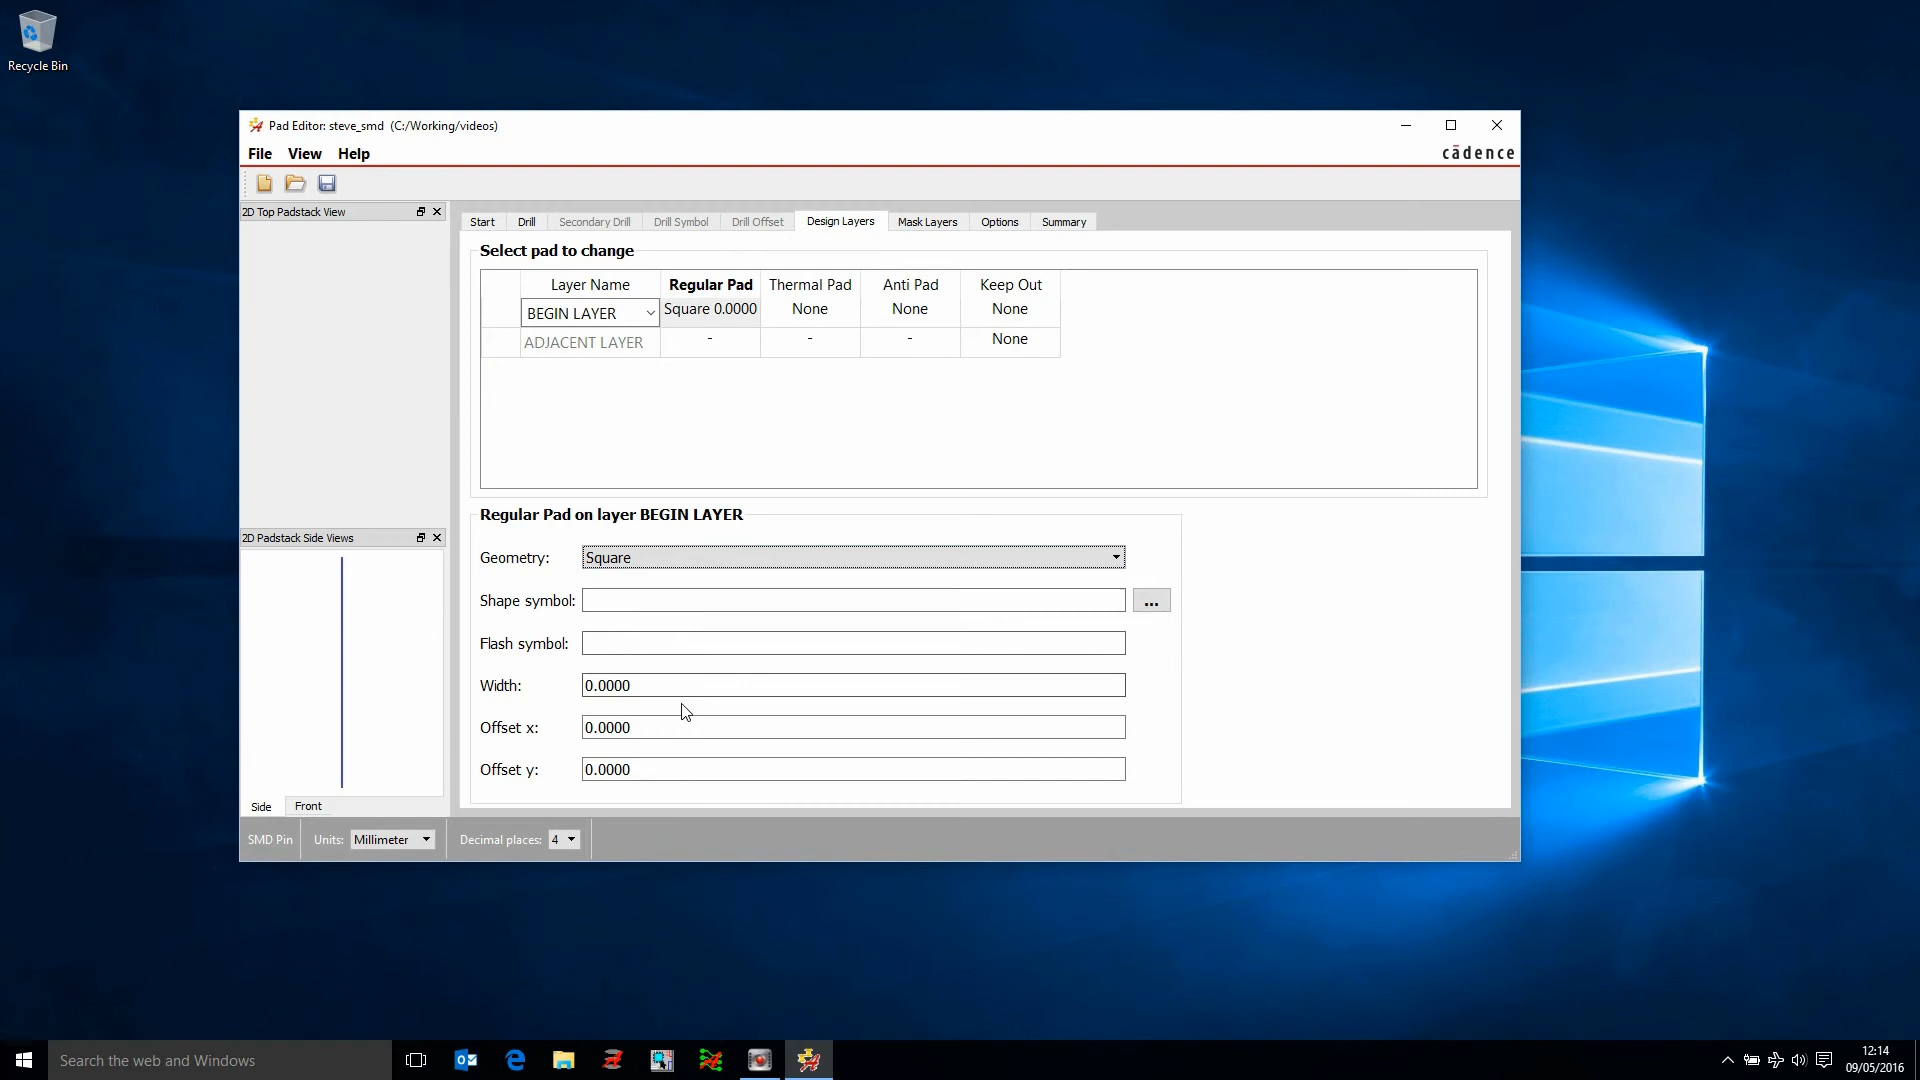 Recycle Bin
Pad Editor: steve_smd (C:/Working/videos)
File View Help
cādence
2D Top Padstack View
Start Drill Secondary Drill Drill Symbol Drill Offset Design Layers Mask Layers Options Summary
Select pad to change
Layer Name Regular Pad Thermal Pad Anti Pad Keep Out
BEGIN LAYER Square 0.0000 None None None
ADJACENT LAYER - - - None
Regular Pad on layer BEGIN LAYER
2D Padstack Side Views
Geometry: Square
Shape symbol: ...
Flash symbol:
Width: 0.0000
Offset x: 0.0000
Offset y: 0.0000
Side Front
SMD Pin Units: Millimeter Decimal places: 4
Search the web and Windows
12:14
09/05/2016